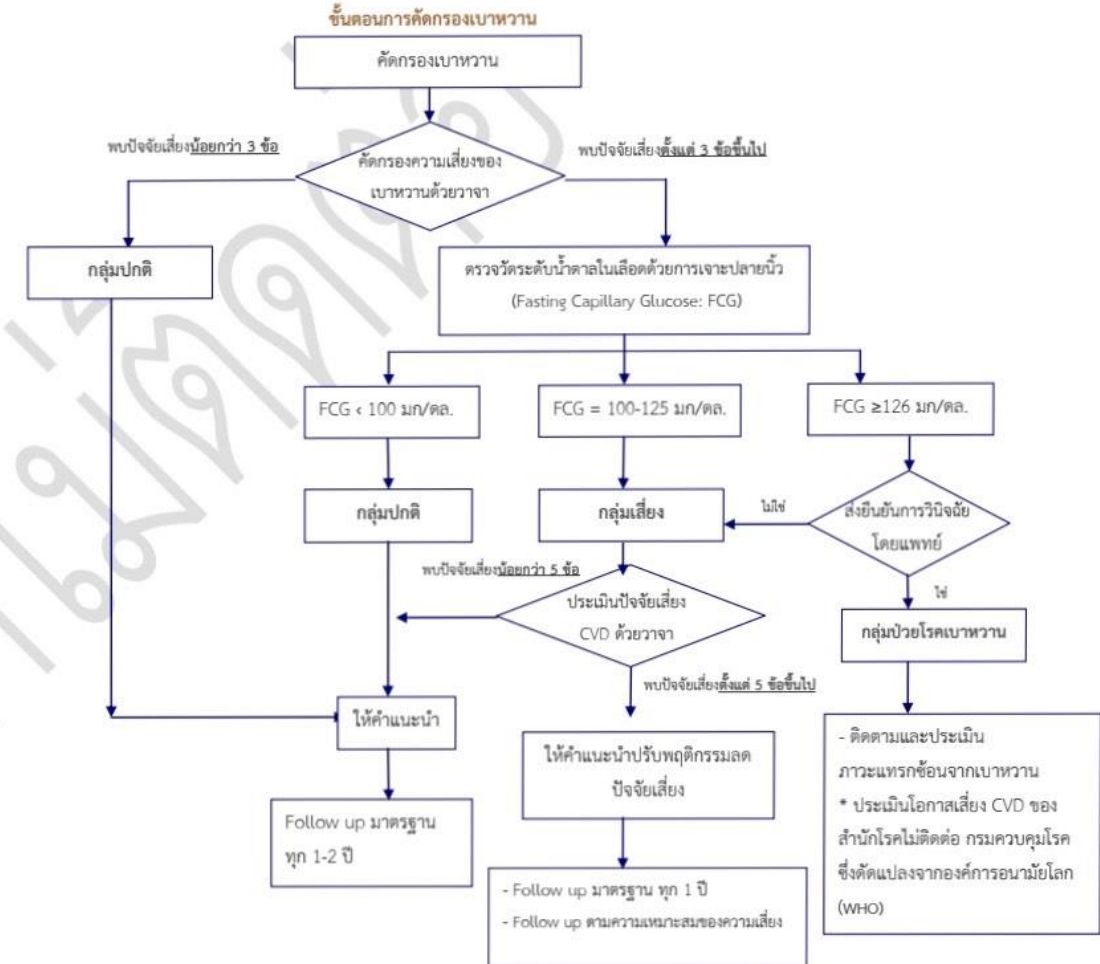 ขั้นตอนการคัดกรองเบาหวาน
คัดกรองเบาหวาน
พบปัจจัยเสี่ยงน้อยกว่า 3 ข้อ
พบปัจจัยเสี่ยงตั้งแต่ 3 ข้อขึ้นไป
คัดกรองความเสี่ยงของ
เบาหวานด้วยวาจา
กลุ่มปกติ
ตรวจวัดระดับน้ำตาลในเลือดด้วยการเจาะปลายนิ้ว
(Fasting Capillary Glucose: FCG)
FCG < 100 มก/ดล.
FCG = 100-125 มก/ดล.
FCG ≥126 มก/ดล.
กลุ่มปกติ
กลุ่มเสี่ยง
ไม่ใช่
ส่งยืนยันการวินิจฉัย
โดยแพทย์
พบปัจจัยเสี่ยงน้อยกว่า 5 ข้อ
ประเมินปัจจัยเสี่ยง
CVD ด้วยวาจา
ใช่
กลุ่มป่วยโรคเบาหวาน
พบปัจจัยเสี่ยงตั้งแต่ 5 ข้อขึ้นไป
ให้คำแนะนำ
ให้คำแนะนำปรับพฤติกรรมลด
ปัจจัยเสี่ยง
- ติดตามและประเมิน
ภาวะแทรกซ้อนจากเบาหวาน
* ประเมินโอกาสเสี่ยง CVD ของ
สำนักโรคไม่ติดต่อ กรมควบคุมโรค
ซึ่งดัดแปลงจากองค์การอนามัยโลก
(WHO)
Follow up มาตรฐาน
ทุก 1-2 ปี
- Follow up มาตรฐาน ทุก 1 ปี
- Follow up ตามความเหมาะสมของความเสี่ยง